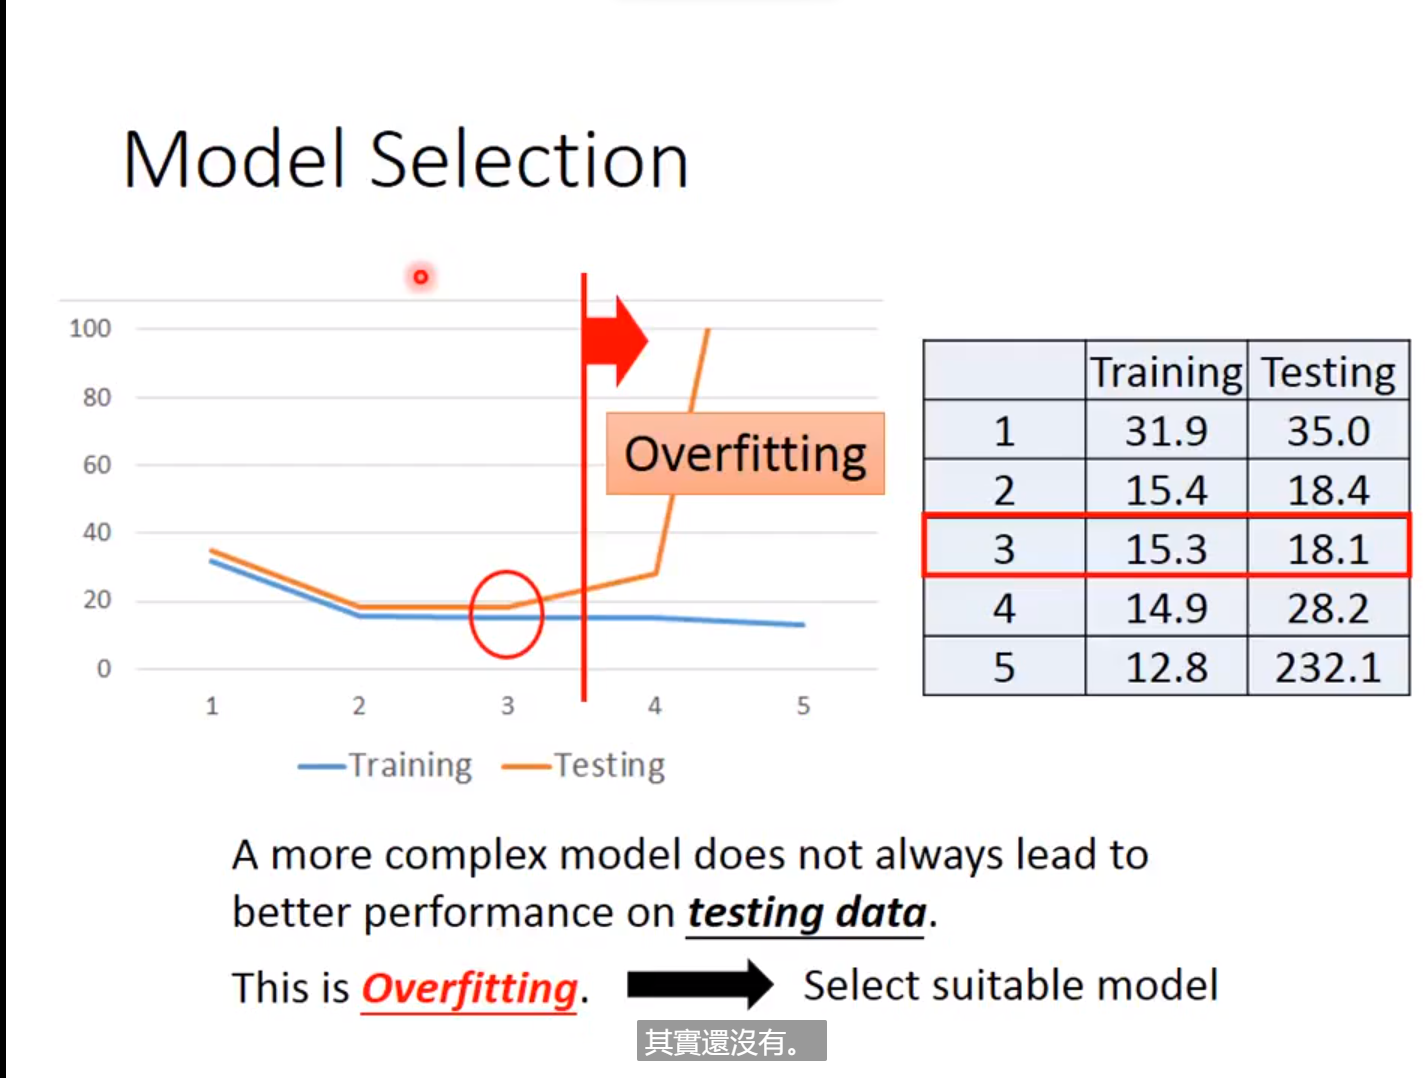 Model Selection
100
80
60
40
20
0
1 2 3 4 5
Training Testing
Overfitting
Training Testing
1 31.9 35.0
2 15.4 18.4
3 15.3 18.1
4 14.9 28.2
5 12.8 232.1
A more complex model does not always lead to
better performance on testing data.
This is Overfitting. Select suitable model
其實還沒有。